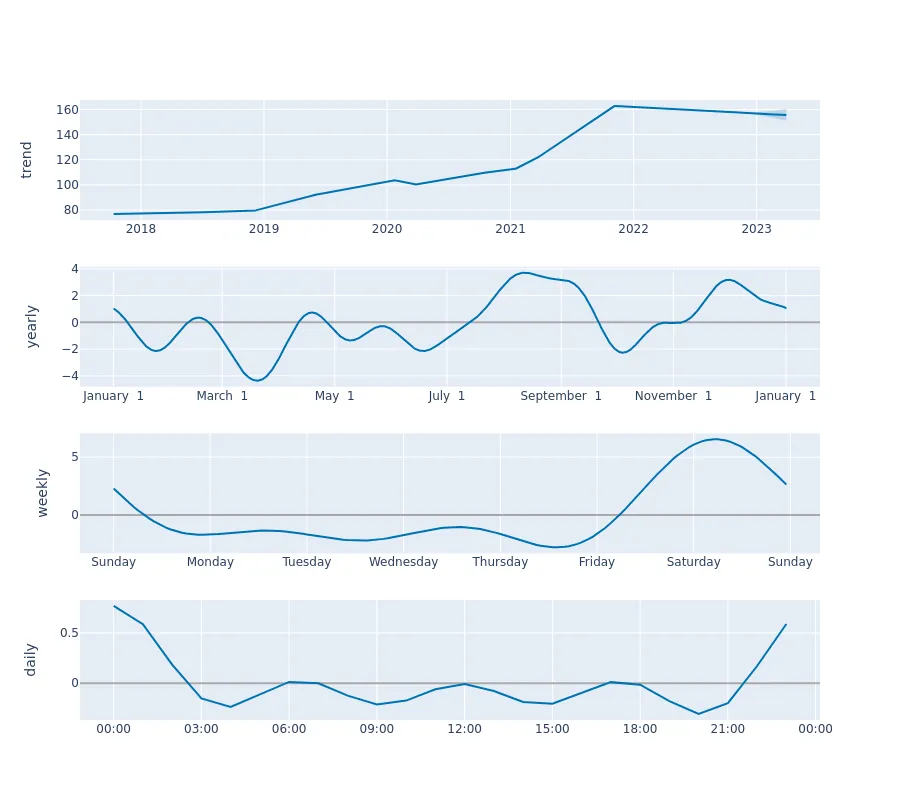 160
140
120
100
80
trend
2018 2019 2020 2021 2022 2023
4
2
0
−2
−4
yearly
January 1 March 1 May 1 July 1 September 1 November 1 January 1
5
0
weekly
Sunday Monday Tuesday Wednesday Thursday Friday Saturday Sunday
0.5
0
daily
00:00 03:00 06:00 09:00 12:00 15:00 18:00 21:00 00:00